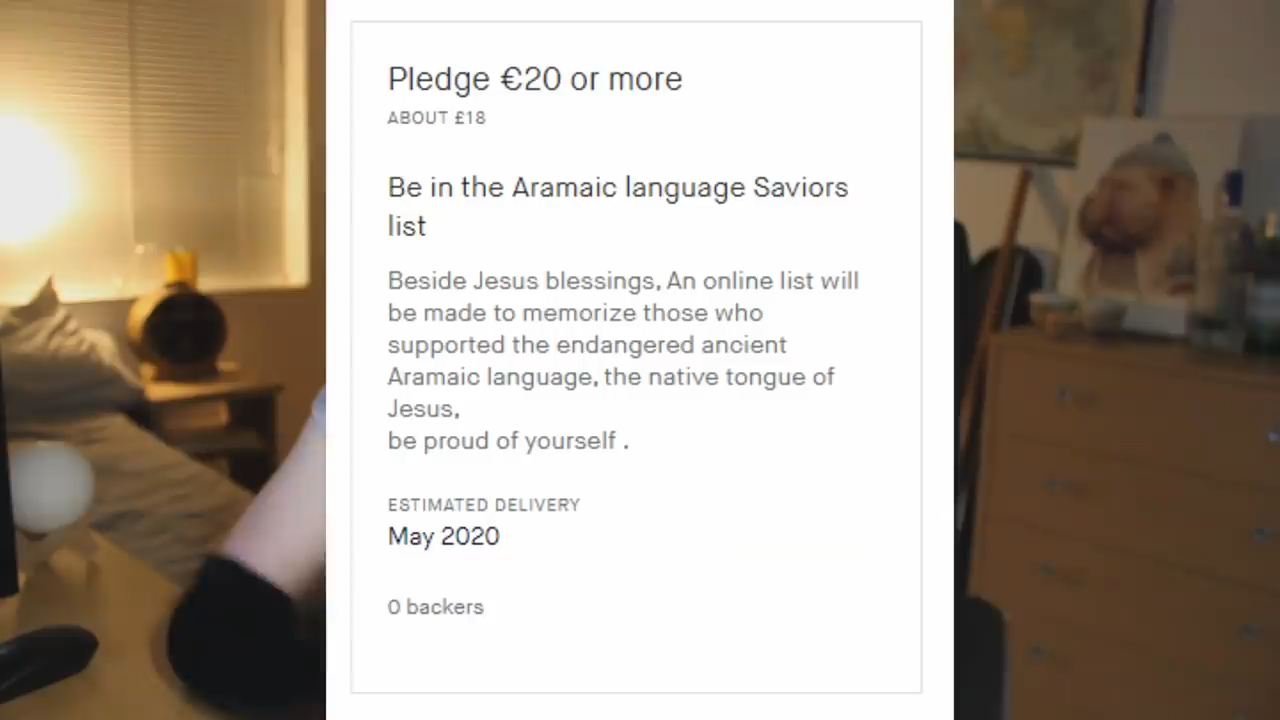 Pledge €20 or more
ABOUT £18
Be in the Aramaic language Saviors
list
Beside Jesus blessings, An online list will
be made to memorize those who
supported the endangered ancient
Aramaic language, the native tongue of
Jesus,
be proud of yourself .
ESTIMATED DELIVERY
May 2020
0 backers